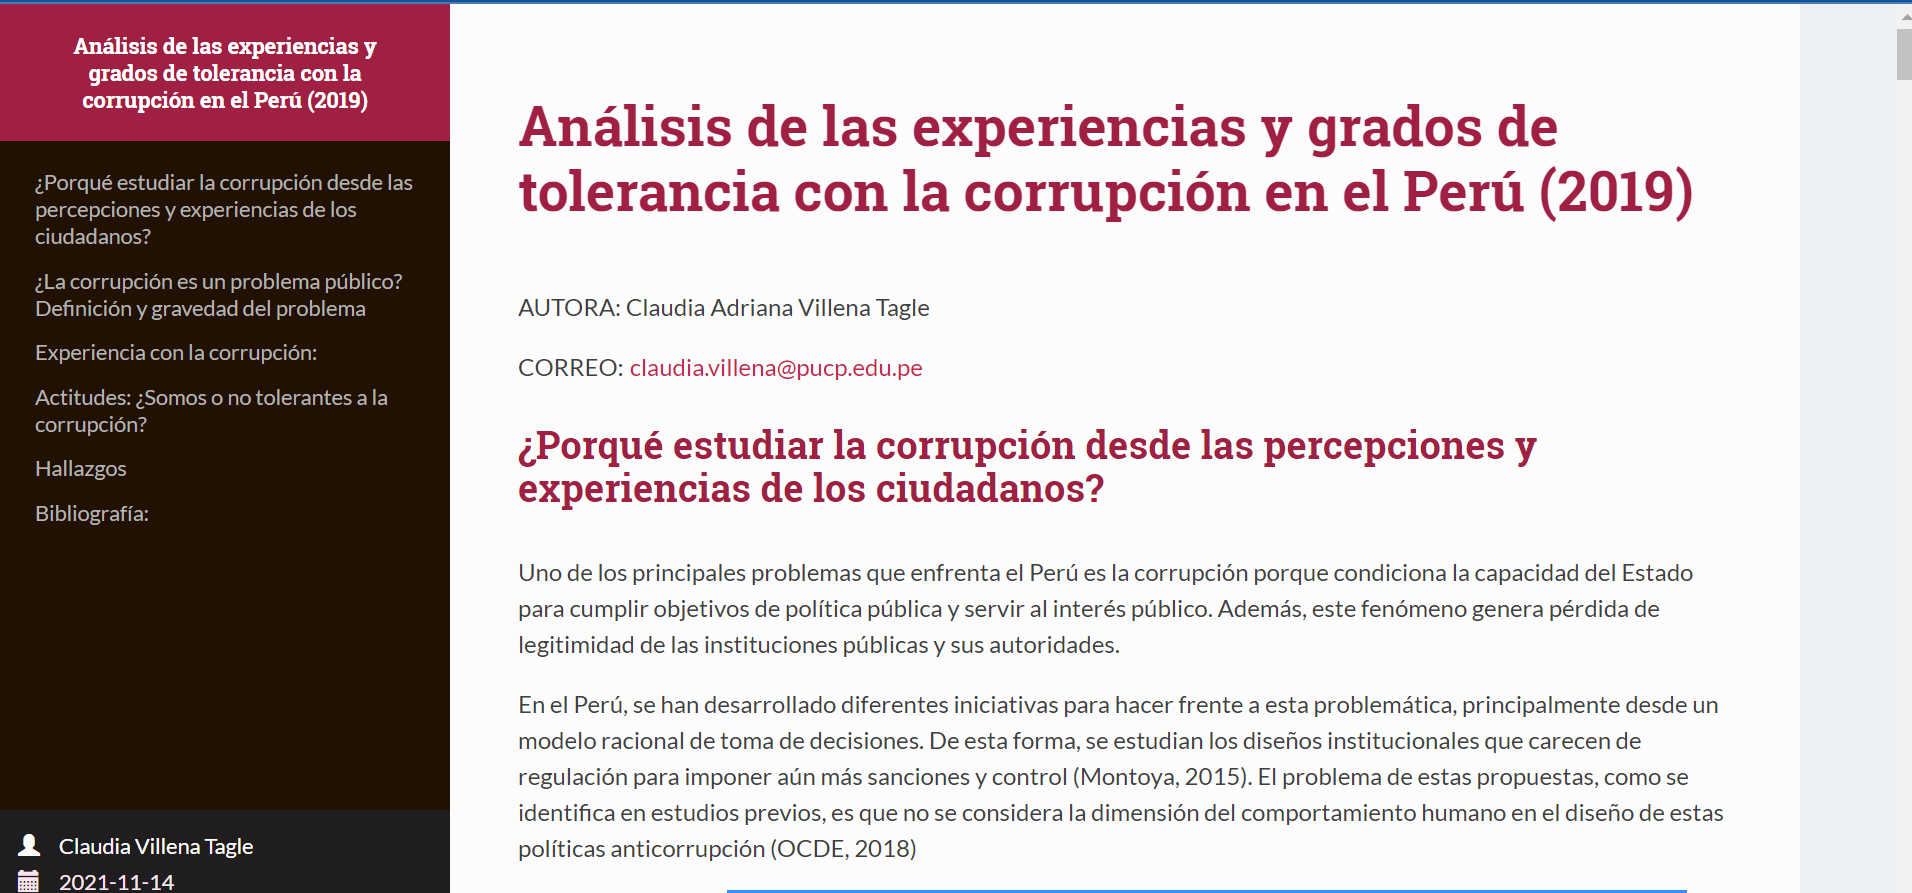 Análisis de las experiencias y
grados de tolerancia con la
corrupción en el Perú (2019)
¿Porqué estudiar la corrupción desde las
percepciones y experiencias de los
ciudadanos?
¿La corrupción es un problema público?
Definición y gravedad del problema
Experiencia con la corrupción:
Actitudes: ¿Somos o no tolerantes a la
corrupción?
Hallazgos
Bibliografía:
Claudia Villena Tagle
2021-11-14
Análisis de las experiencias y grados de
tolerancia con la corrupción en el Perú (2019)
AUTORA: Claudia Adriana Villena Tagle
CORREO: claudia.villena@pucp.edu.pe
¿Porqué estudiar la corrupción desde las percepciones y
experiencias de los ciudadanos?
Uno de los principales problemas que enfrenta el Perú es la corrupción porque condiciona la capacidad del Estado
para cumplir objetivos de política pública y servir al interés público. Además, este fenómeno genera pérdida de
legitimidad de las instituciones públicas y sus autoridades.
En el Perú, se han desarrollado diferentes iniciativas para hacer frente a esta problemática, principalmente desde un
modelo racional de toma de decisiones. De esta forma, se estudian los diseños institucionales que carecen de
regulación para imponer aún más sanciones y control (Montoya, 2015). El problema de estas propuestas, como se
identifica en estudios previos, es que no se considera la dimensión del comportamiento humano en el diseño de estas
políticas anticorrupción (OCDE, 2018)